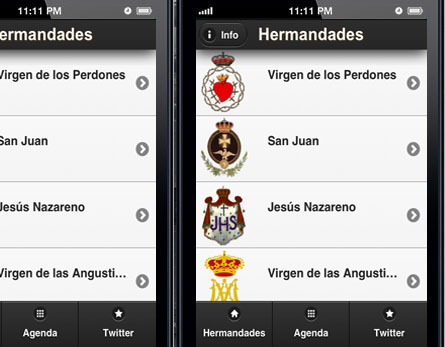 11:11 PM
ermandades
Virgen de los Perdones
San Juan
Jesús Nazareno
Virgen de las Angusti...
Agenda
Twitter
11:11 PM
Info
Hermandades
Virgen de los Perdones
San Juan
Jesús Nazareno
JHS
Virgen de las Angusti...
Hermandades
Agenda
Twitter